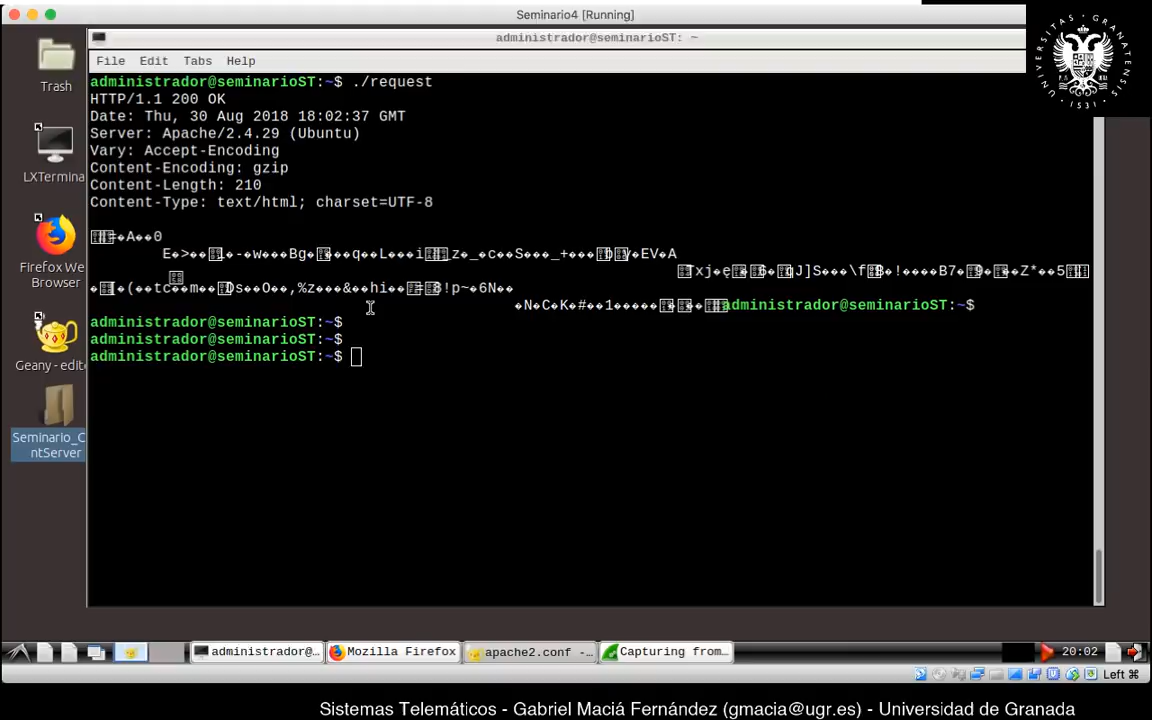 Seminario4 [Running]
administrador@seminarioST: ~
File Edit Tabs Help
Trash
LXTermina
Firefox We
Browser
Geany - edit
Seminario_C
ntServer
administrador@seminarioST:~$ ./request
HTTP/1.1 200 OK
Date: Thu, 30 Aug 2018 18:02:37 GMT
Server: Apache/2.4.29 (Ubuntu)
Vary: Accept-Encoding
Content-Encoding: gzip
Content-Length: 210
Content-Type: text/html; charset=UTF-8
administrador@seminarioST:~$
administrador@seminarioST:~$
administrador@seminarioST:~$
administrador@seminarioST:~$
administrador@... Mozilla Firefox apache2.conf -... Capturing from... 20:02
Left ⌘
UNIVERSITAS GRANATENSIS 1531
Sistemas Telemáticos - Gabriel Maciá Fernández (gmacia@ugr.es) - Universidad de Granada